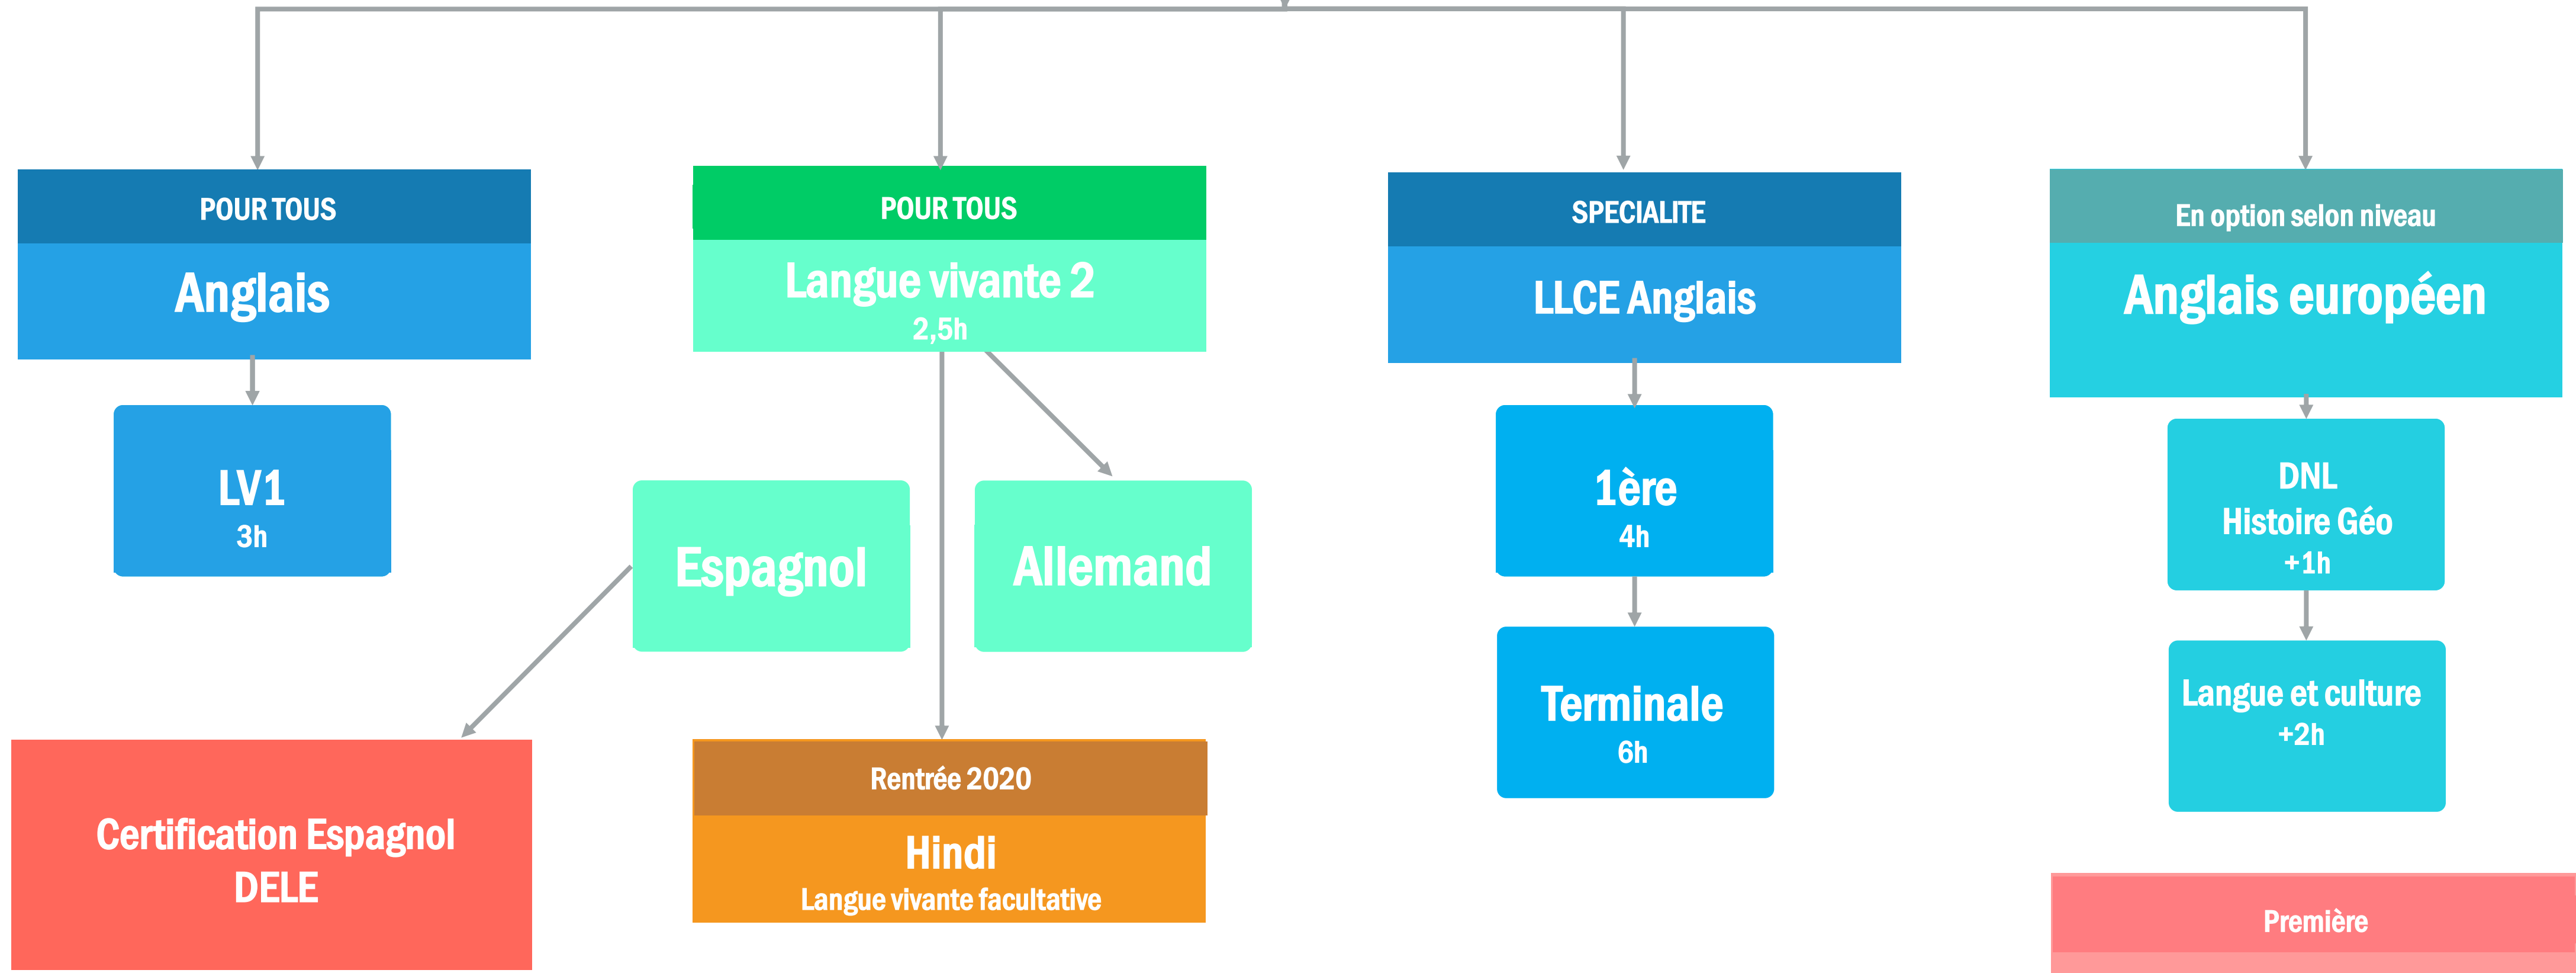 POUR TOUS
Anglais
LV1
3h
POUR TOUS
Langue vivante 2
2,5h
Espagnol
Allemand
Certification Espagnol
DELE
Rentrée 2020
Hindi
Langue vivante facultative
SPECIALITE
LLCE Anglais
1ère
4h
Terminale
6h
En option selon niveau
Anglais européen
DNL
Histoire Géo
+1h
Langue et culture
+2h
Première